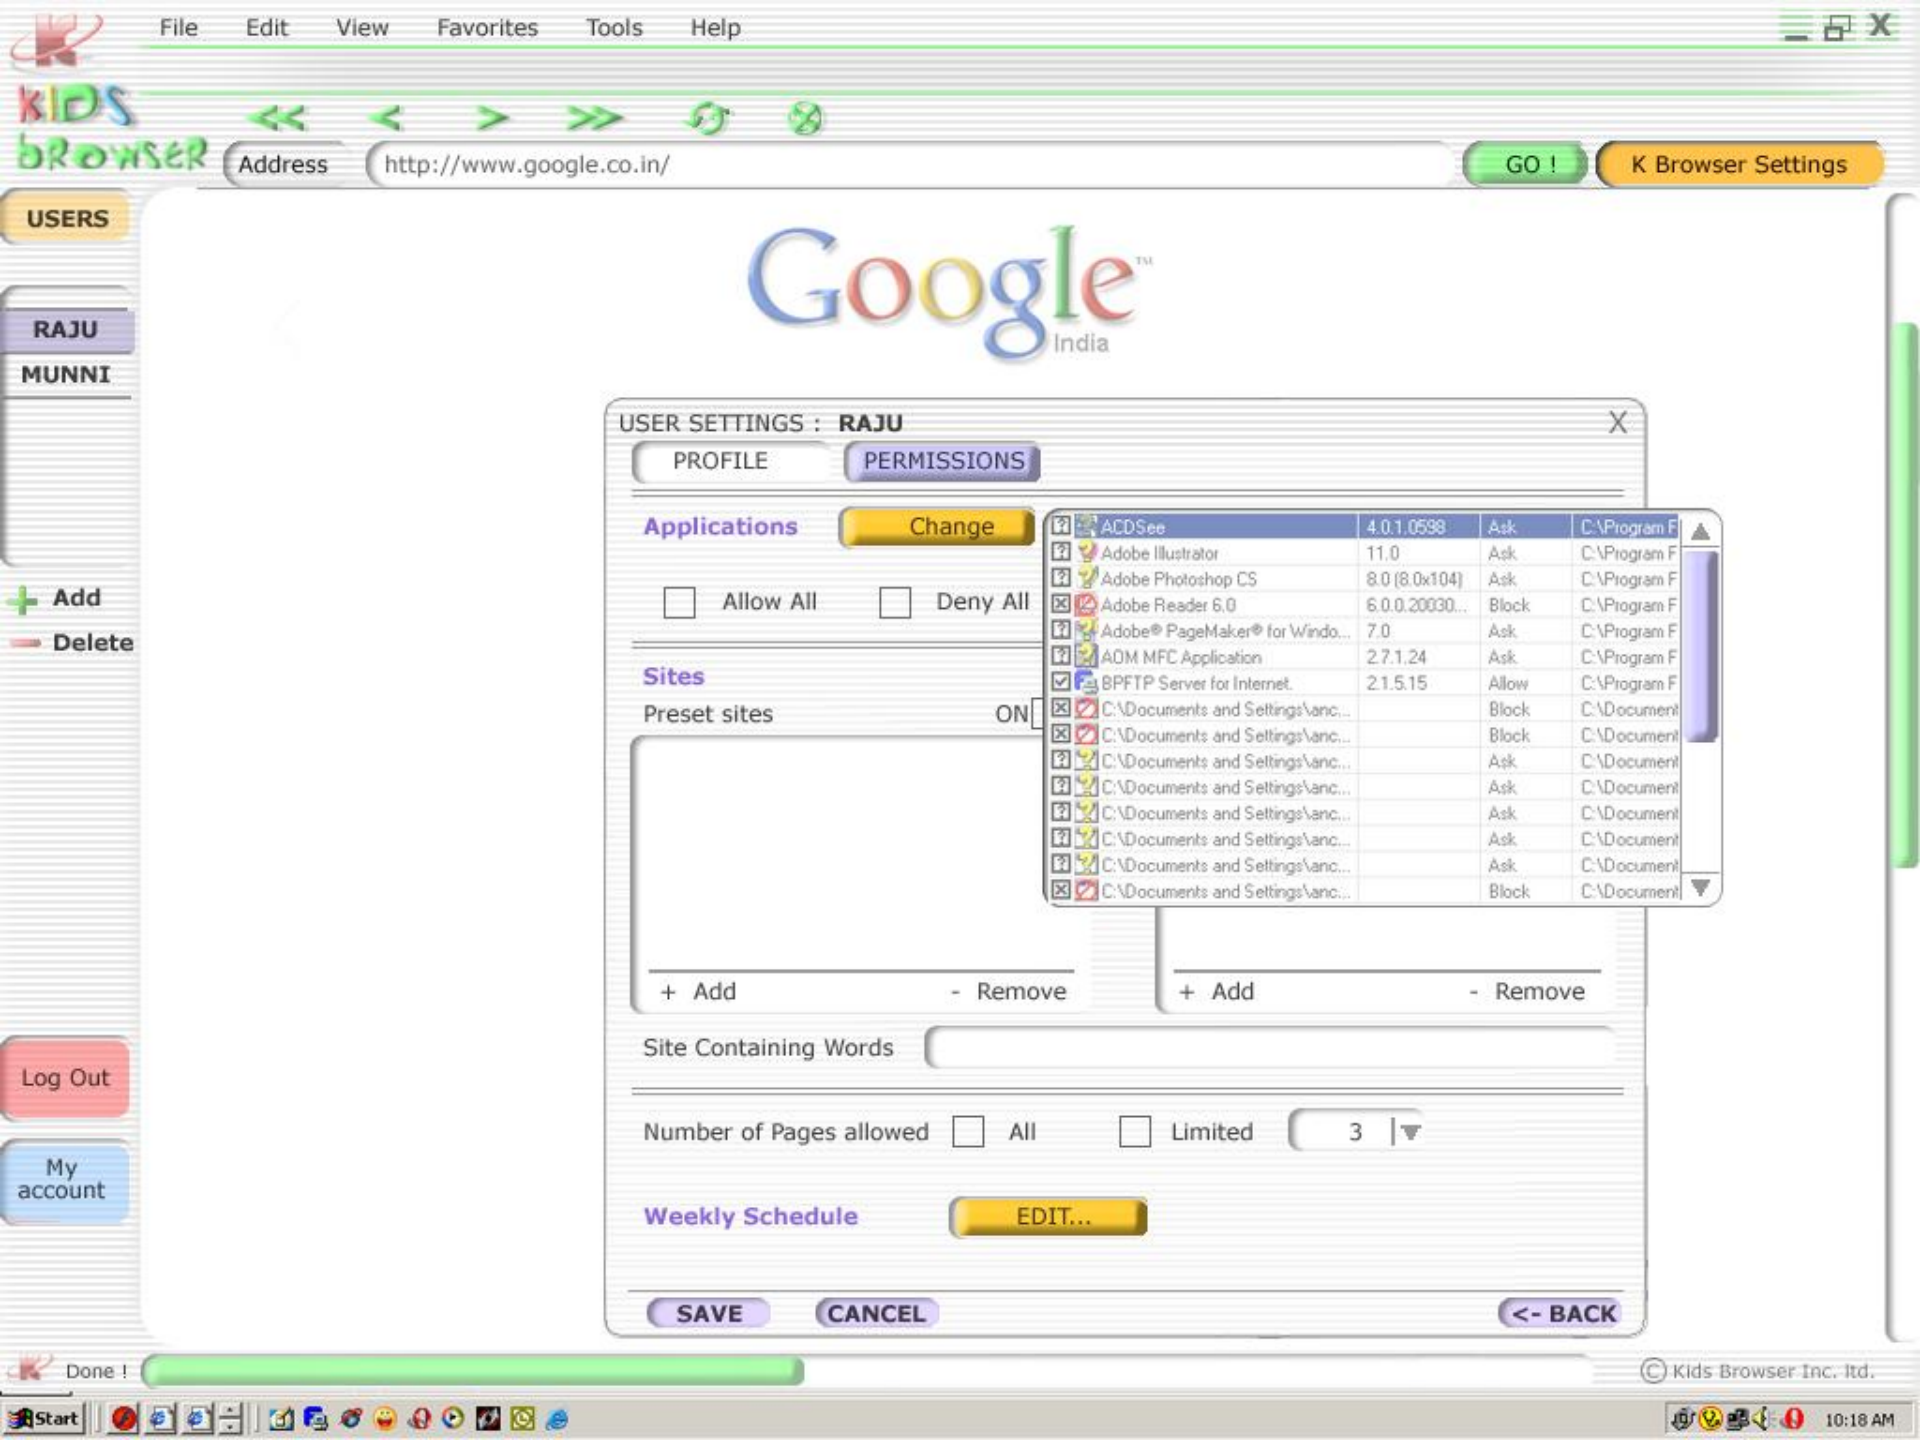 File Edit View Favorites Tools Help
KIDS
BROWSER
<< < > >>
Address http://www.google.co.in/ GO ! K Browser Settings
USERS
Google™
India
RAJU
MUNNI
Add
Delete
Log Out
My
account
USER SETTINGS : RAJU X
PROFILE PERMISSIONS
Applications Change
Allow All Deny All
ACDSee 4.0.1.0598 Ask C:\Program F
Adobe Illustrator 11.0 Ask C:\Program F
Adobe Photoshop CS 8.0 (8.0x104) Ask C:\Program F
Adobe Reader 6.0 6.0.0.20030... Block C:\Program F
Adobe® PageMaker® for Windo... 7.0 Ask C:\Program F
AOM MFC Application 2.7.1.24 Ask C:\Program F
BPFTP Server for Internet. 2.1.5.15 Allow C:\Program F
C:\Documents and Settings\anc... Block C:\Document
C:\Documents and Settings\anc... Block C:\Document
C:\Documents and Settings\anc... Ask C:\Document
C:\Documents and Settings\anc... Ask C:\Document
C:\Documents and Settings\anc... Ask C:\Document
C:\Documents and Settings\anc... Ask C:\Document
C:\Documents and Settings\anc... Ask C:\Document
C:\Documents and Settings\anc... Block C:\Document
Sites
Preset sites ON
+ Add - Remove + Add - Remove
Site Containing Words
Number of Pages allowed All Limited 3
Weekly Schedule EDIT...
SAVE CANCEL <- BACK
Done ! © Kids Browser Inc. ltd.
Start 10:18 AM